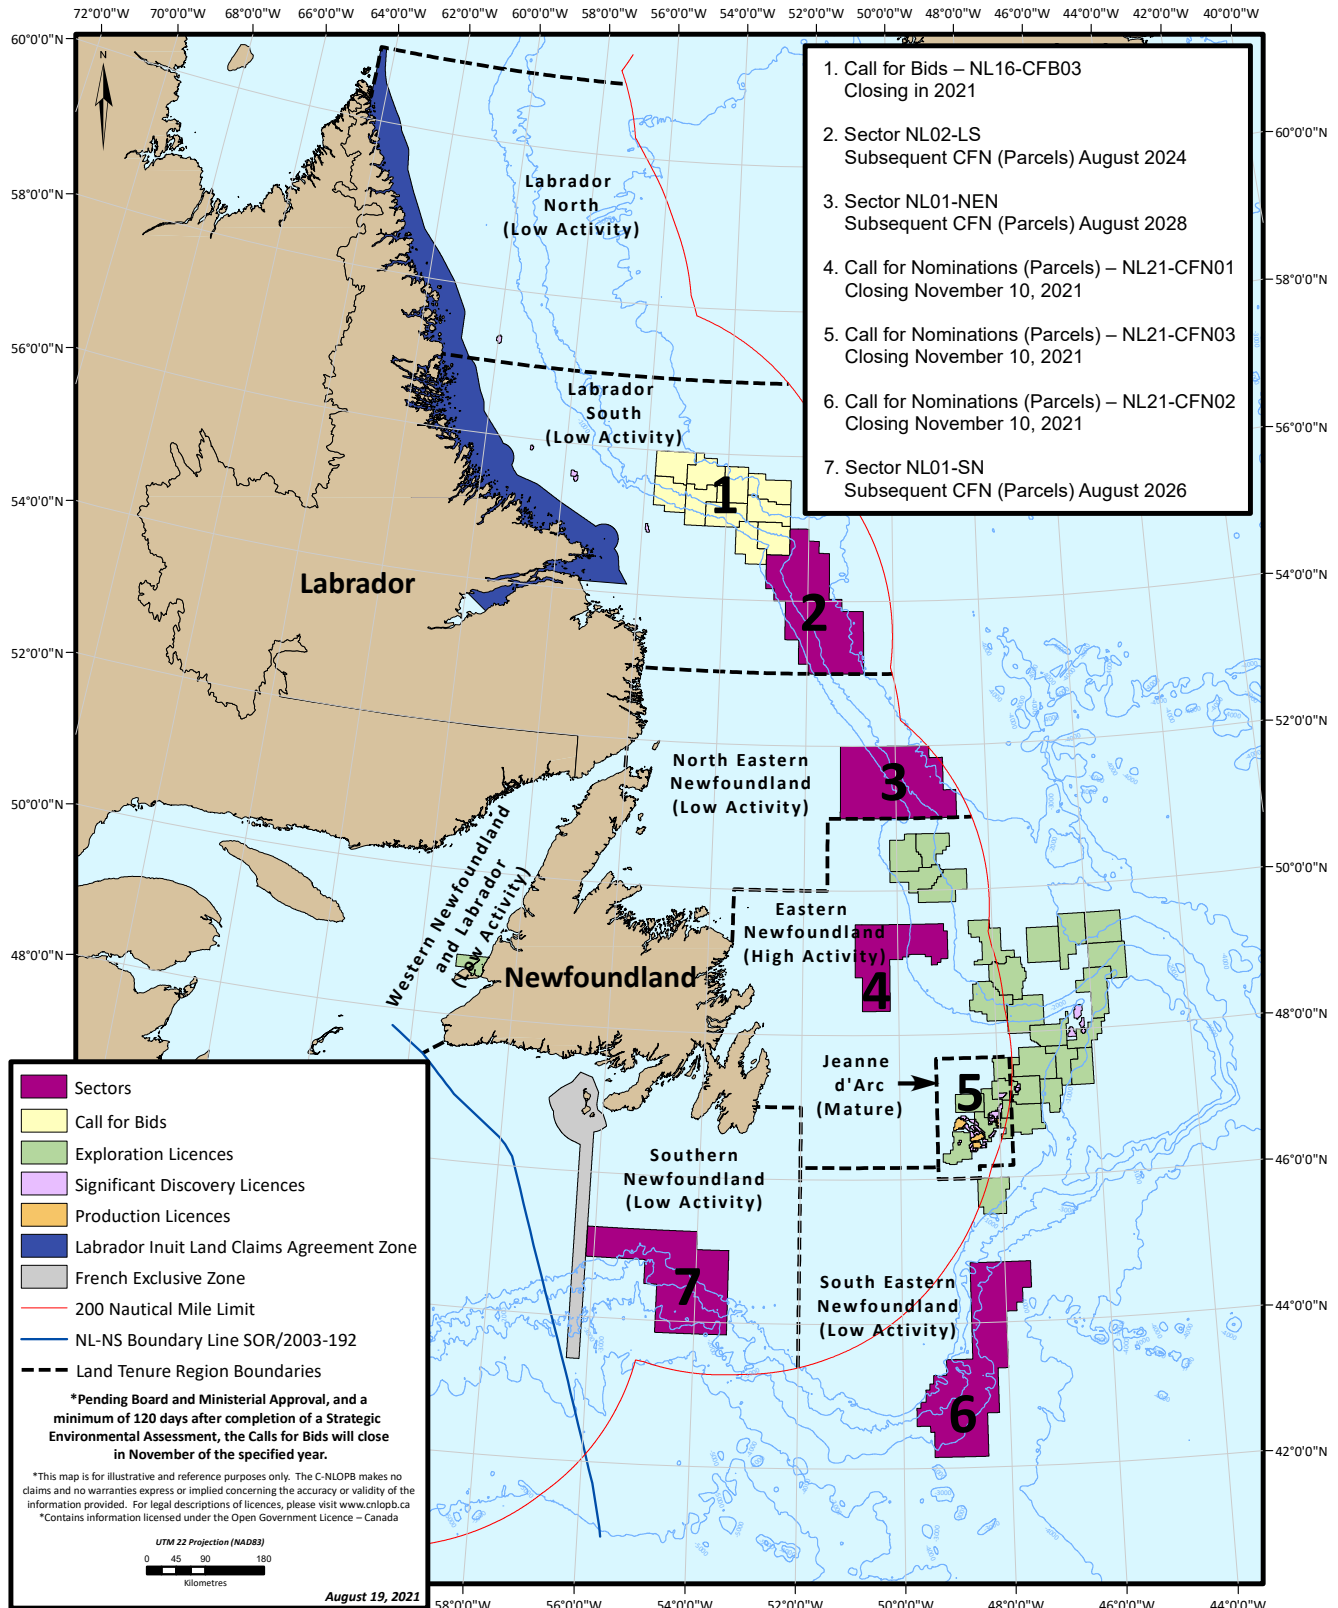 72°0'0"W 70°0'0"W 68°0'0"W 66°0'0"W 64°0'0"W 62°0'0"W 60°0'0"W 58°0'0"W 56°0'0"W 54°0'0"W 52°0'0"W 50°0'0"W 48°0'0"W 46°0'0"W 44°0'0"W 42°0'0"W 40°0'0"W
60°0'0"N
58°0'0"N
56°0'0"N
54°0'0"N
52°0'0"N
50°0'0"N
48°0'0"N
N
1. Call for Bids – NL16-CFB03
Closing in 2021
2. Sector NL02-LS
Subsequent CFN (Parcels) August 2024
3. Sector NL01-NEN
Subsequent CFN (Parcels) August 2028
4. Call for Nominations (Parcels) – NL21-CFN01
Closing November 10, 2021
5. Call for Nominations (Parcels) – NL21-CFN03
Closing November 10, 2021
6. Call for Nominations (Parcels) – NL21-CFN02
Closing November 10, 2021
7. Sector NL01-SN
Subsequent CFN (Parcels) August 2026
60°0'0"N
58°0'0"N
56°0'0"N
54°0'0"N
52°0'0"N
50°0'0"N
48°0'0"N
46°0'0"N
44°0'0"N
42°0'0"N
Labrador
North
(Low Activity)
Labrador
South
(Low Activity)
1
Labrador
2
North Eastern
Newfoundland
(Low Activity)
3
Western Newfoundland
and Labrador
(Low Activity)
Eastern
Newfoundland
(High Activity)
Newfoundland
4
Jeanne
d'Arc
(Mature)
5
Southern
Newfoundland
(Low Activity)
7
South Eastern
Newfoundland
(Low Activity)
6
Sectors
Call for Bids
Exploration Licences
Significant Discovery Licences
Production Licences
Labrador Inuit Land Claims Agreement Zone
French Exclusive Zone
200 Nautical Mile Limit
NL-NS Boundary Line SOR/2003-192
Land Tenure Region Boundaries
*Pending Board and Ministerial Approval, and a
minimum of 120 days after completion of a Strategic
Environmental Assessment, the Calls for Bids will close
in November of the specified year.
*This map is for illustrative and reference purposes only. The C-NLOPB makes no
claims and no warranties express or implied concerning the accuracy or validity of the
information provided. For legal descriptions of licences, please visit www.cnlopb.ca
*Contains information licensed under the Open Government Licence – Canada
UTM 22 Projection (NAD83)
0 45 90 180
Kilometres
August 19, 2021
58°0'0"W 56°0'0"W 54°0'0"W 52°0'0"W 50°0'0"W 48°0'0"W 46°0'0"W 44°0'0"W